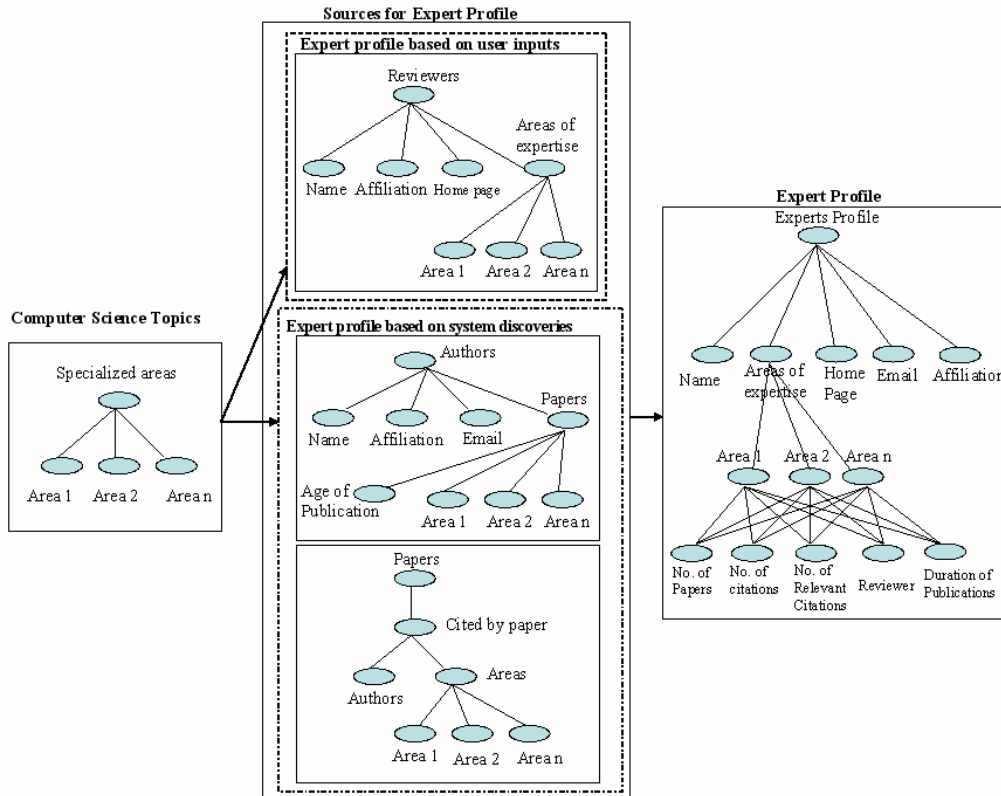 Sources for Expert Profile
Expert profile based on user inputs
Reviewers
Areas of
expertise
Name
Affiliation
Home page
Area 1
Area 2
Area n
Computer Science Topics
Specialized areas
Area 1
Area 2
Area n
Expert profile based on system discoveries
Authors
Papers
Name
Affiliation
Email
Age of
Publication
Area 1
Area 2
Area n
Papers
Cited by paper
Authors
Areas
Area 1
Area 2
Area n
Expert Profile
Experts Profile
Name
Areas of
expertise
Home
Page
Email
Affiliation
Area 1
Area 2
Area n
No. of
Papers
No. of
citations
No. of
Relevant
Citations
Reviewer
Duration of
Publications